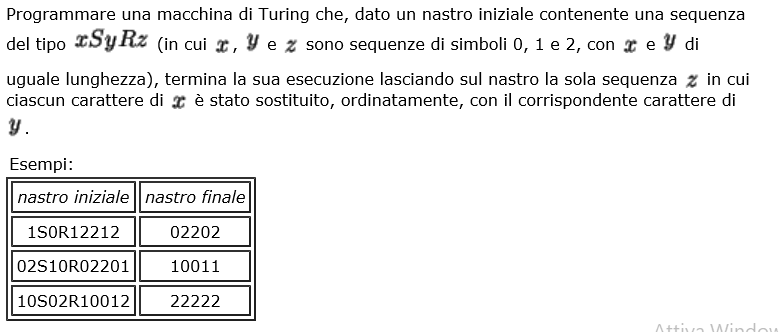 Programmare una macchina di Turing che, dato un nastro iniziale contenente una sequenza
del tipo xSyRz (in cui x, y e z sono sequenze di simboli 0, 1 e 2, con x e y di
uguale lunghezza), termina la sua esecuzione lasciando sul nastro la sola sequenza z in cui
ciascun carattere di x è stato sostituito, ordinatamente, con il corrispondente carattere di
y.
Esempi:
nastro iniziale nastro finale
1S0R12212 02202
02S10R02201 10011
10S02R10012 22222